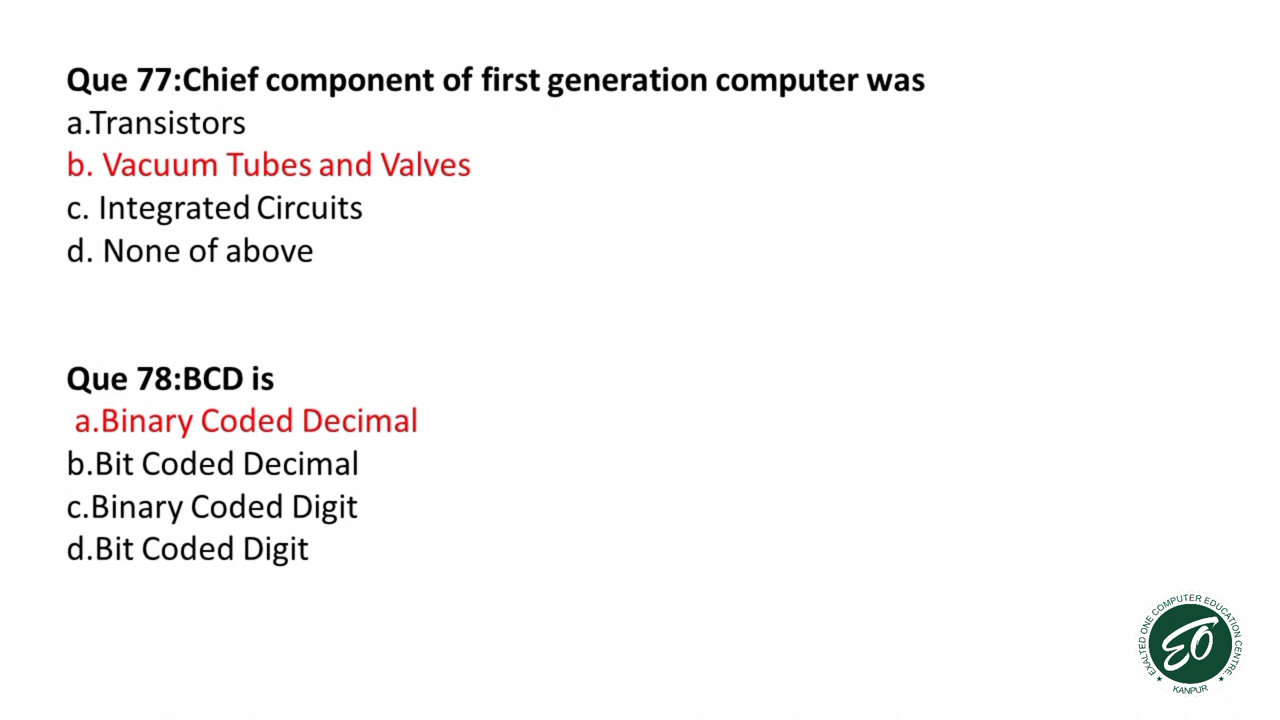 Que 77:Chief component of first generation computer was
a.Transistors
b. Vacuum Tubes and Valves
c. Integrated Circuits
d. None of above
Que 78:BCD is
a.Binary Coded Decimal
b.Bit Coded Decimal
c.Binary Coded Digit
d.Bit Coded Digit
EXALTED ONE COMPUTER EDUCATION CENTRE
EO
KANPUR